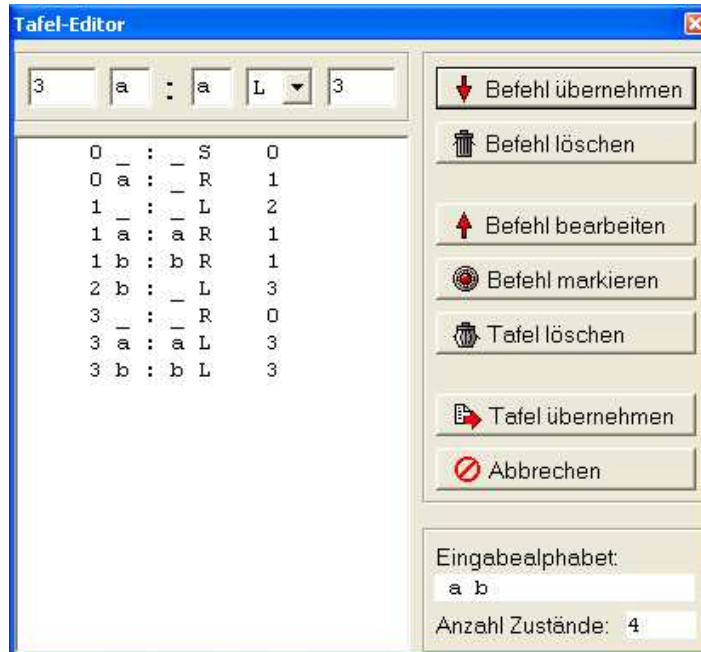 Tafel-Editor
3 a : a L 3
0 _ : _ S 0
0 a : _ R 1
1 _ : _ L 2
1 a : a R 1
1 b : b R 1
2 b : _ L 3
3 _ : _ R 0
3 a : a L 3
3 b : b L 3
Befehl übernehmen
Befehl löschen
Befehl bearbeiten
Befehl markieren
Tafel löschen
Tafel übernehmen
Abbrechen
Eingabealphabet:
a b
Anzahl Zustände: 4